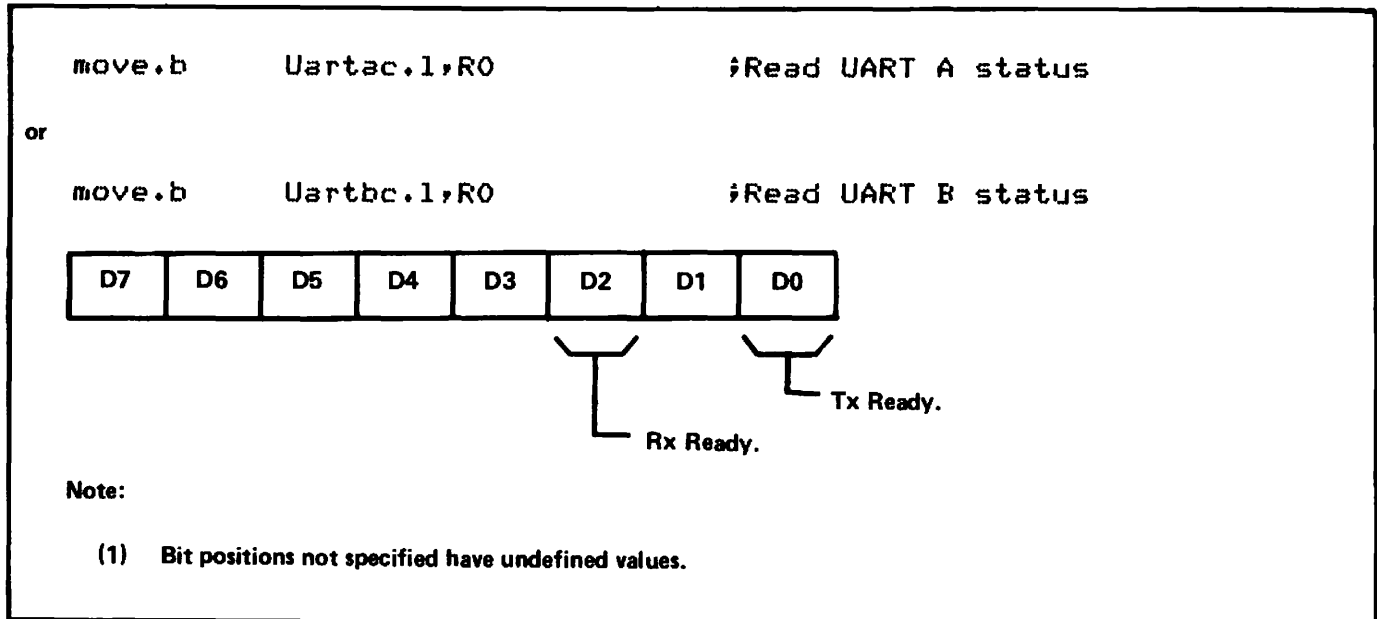 move.b Uartac.l,R0 ;Read UART A status
or
move.b Uartbc.l,R0 ;Read UART B status
D7 D6 D5 D4 D3 D2 D1 D0
Tx Ready.
Rx Ready.
Note:
(1) Bit positions not specified have undefined values.